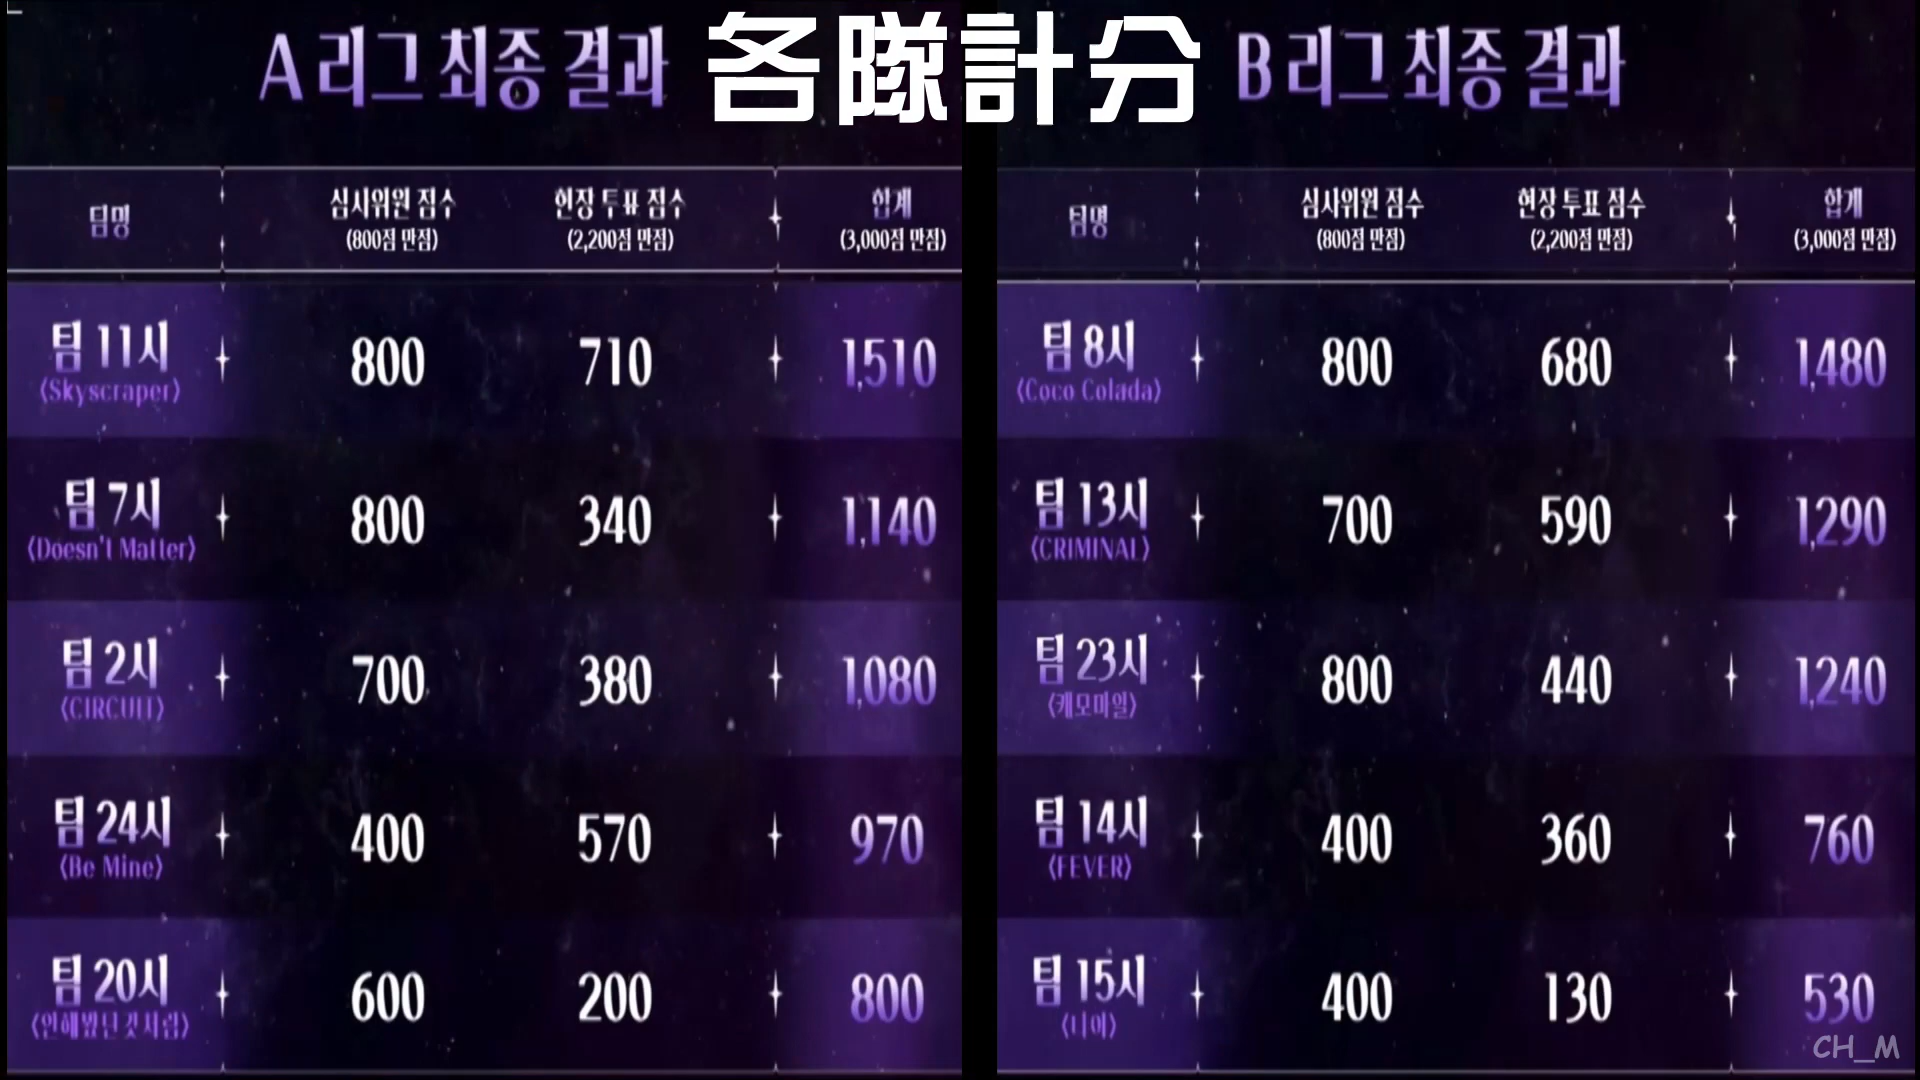 A 리그 최종 결과
各隊計分
B 리그 최종 결과
팀명
심사위원 점수
(800점 만점)
현장 투표 점수
(2,200점 만점)
합계
(3,000점 만점)
팀 11시
〈Skyscraper〉
800
710
1,510
팀 7시
〈Doesn't Matter〉
800
340
1,140
팀 2시
〈CIRCUIT〉
700
380
1,080
팀 24시
〈Be Mine〉
400
570
970
팀 20시
〈안해봤던것처럼〉
600
200
800
팀명
심사위원 점수
(800점 만점)
현장 투표 점수
(2,200점 만점)
합계
(3,000점 만점)
팀 8시
〈Coco Colada〉
800
680
1,480
팀 13시
〈CRIMINAL〉
700
590
1,290
팀 23시
〈캐모마일〉
800
440
1,240
팀 14시
〈FEVER〉
400
360
760
팀 15시
400
130
530
CH_M